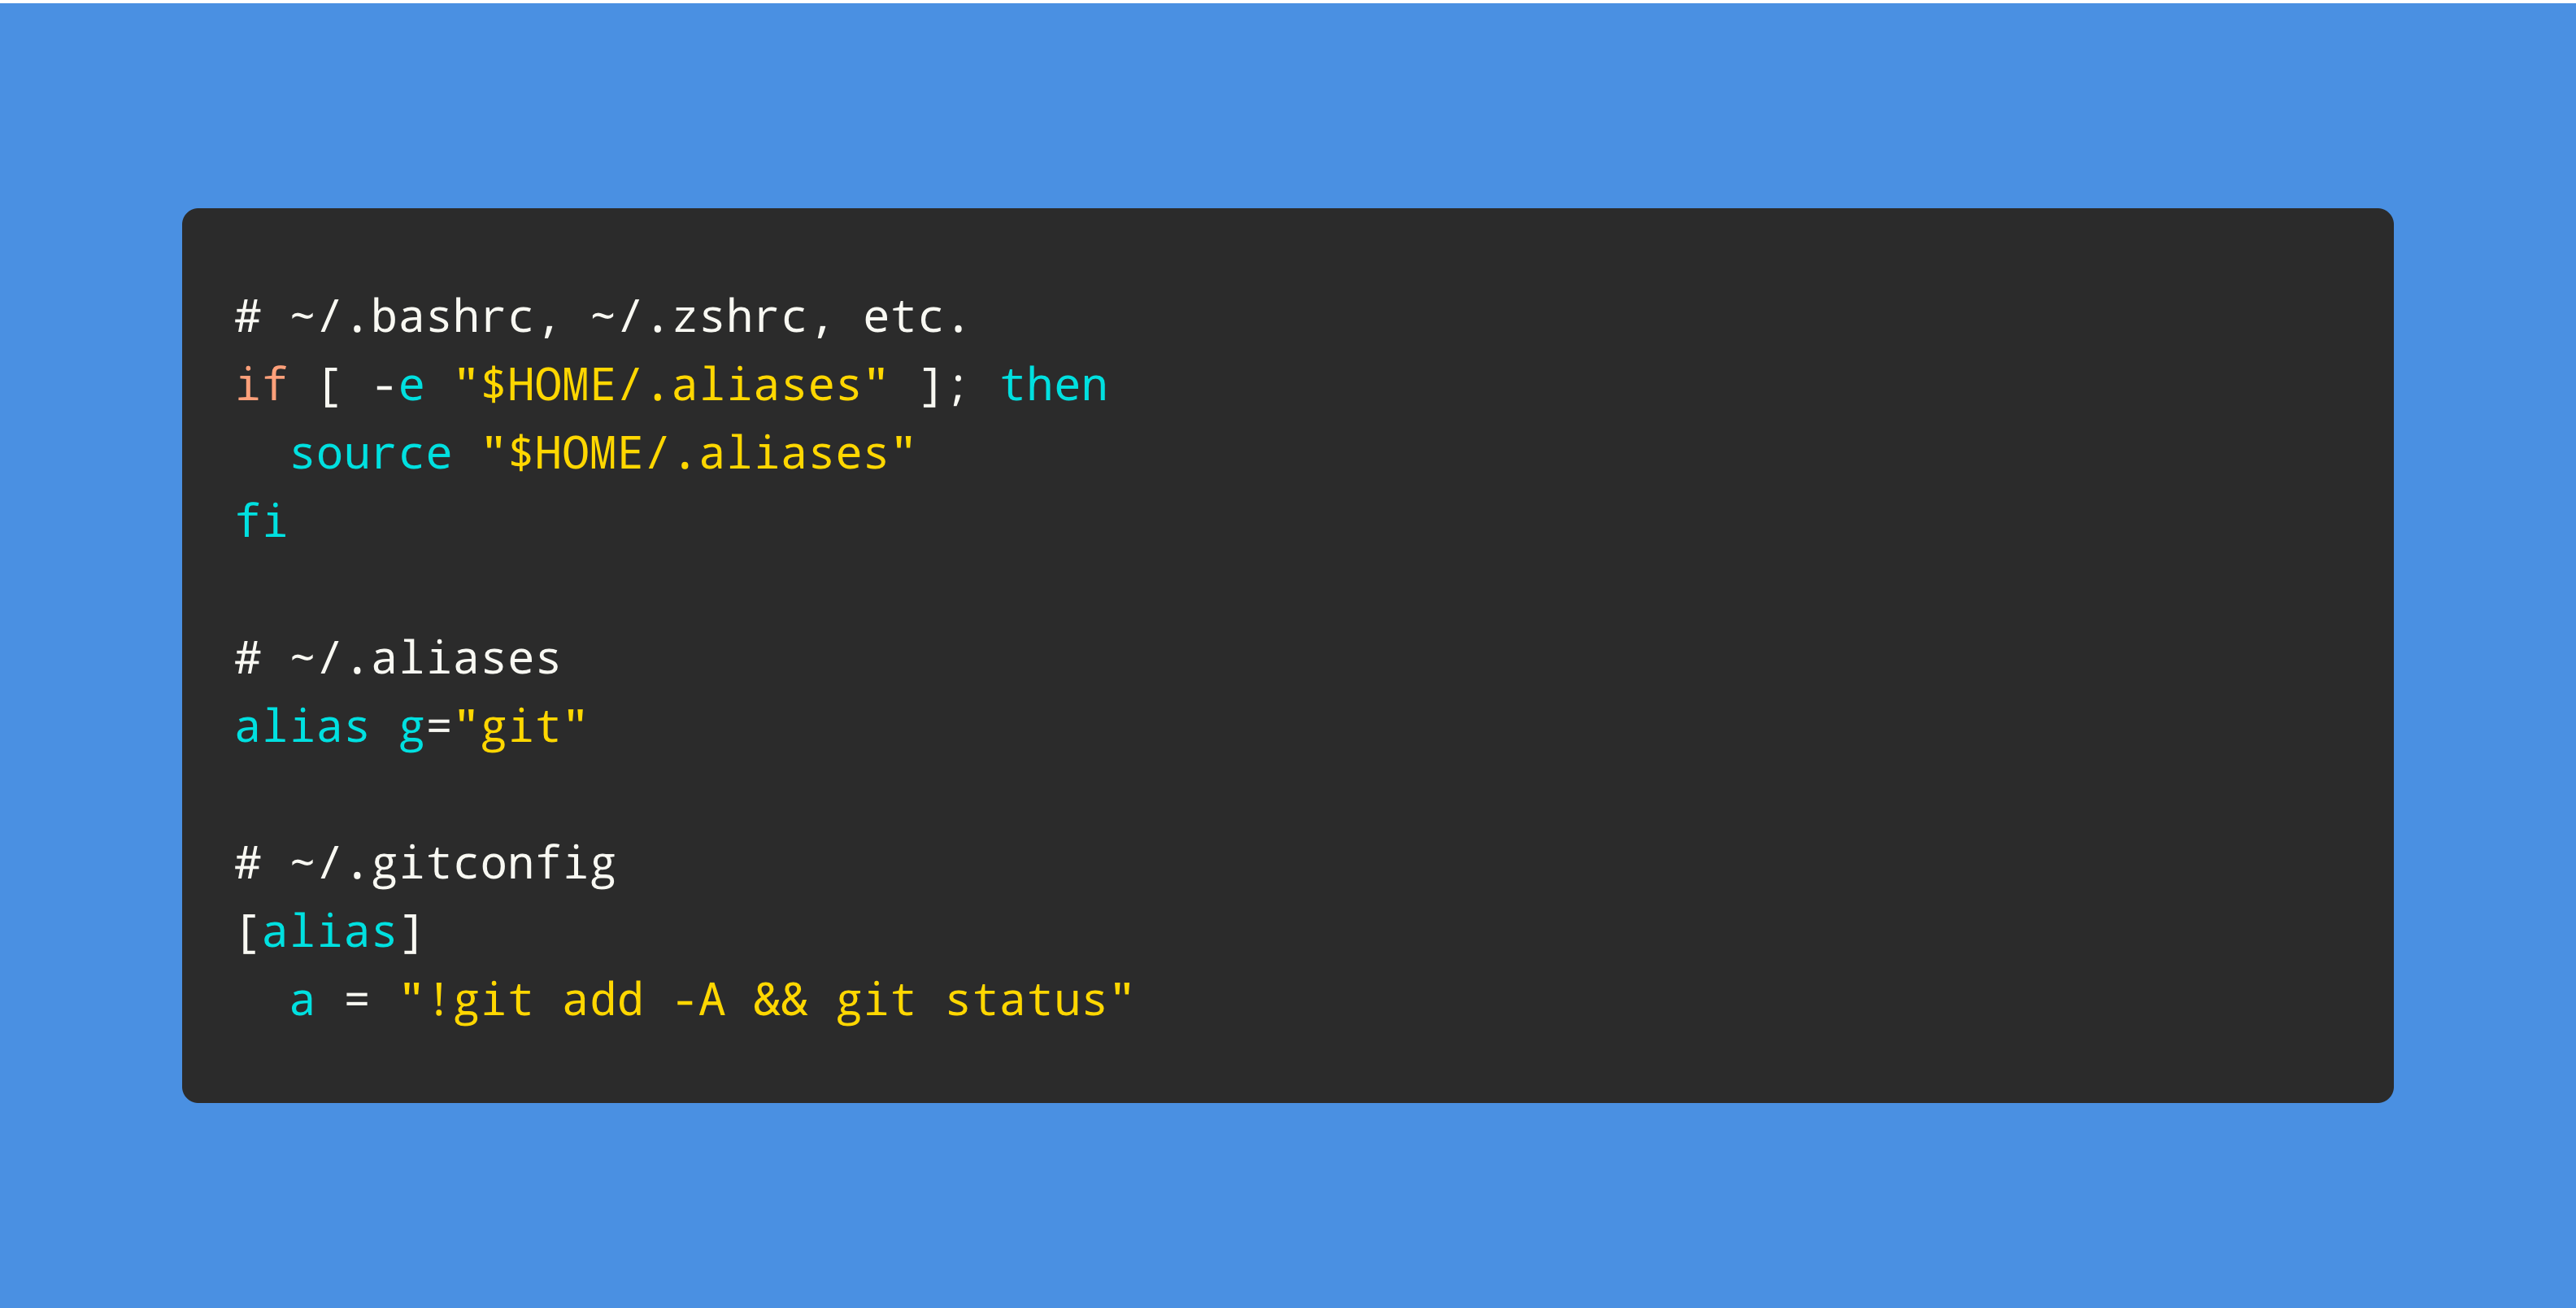 # ~/.bashrc, ~/.zshrc, etc.
if [ -e "$HOME/.aliases" ]; then
  source "$HOME/.aliases"
fi

# ~/.aliases
alias g="git"

# ~/.gitconfig
[alias]
  a = "!git add -A && git status"